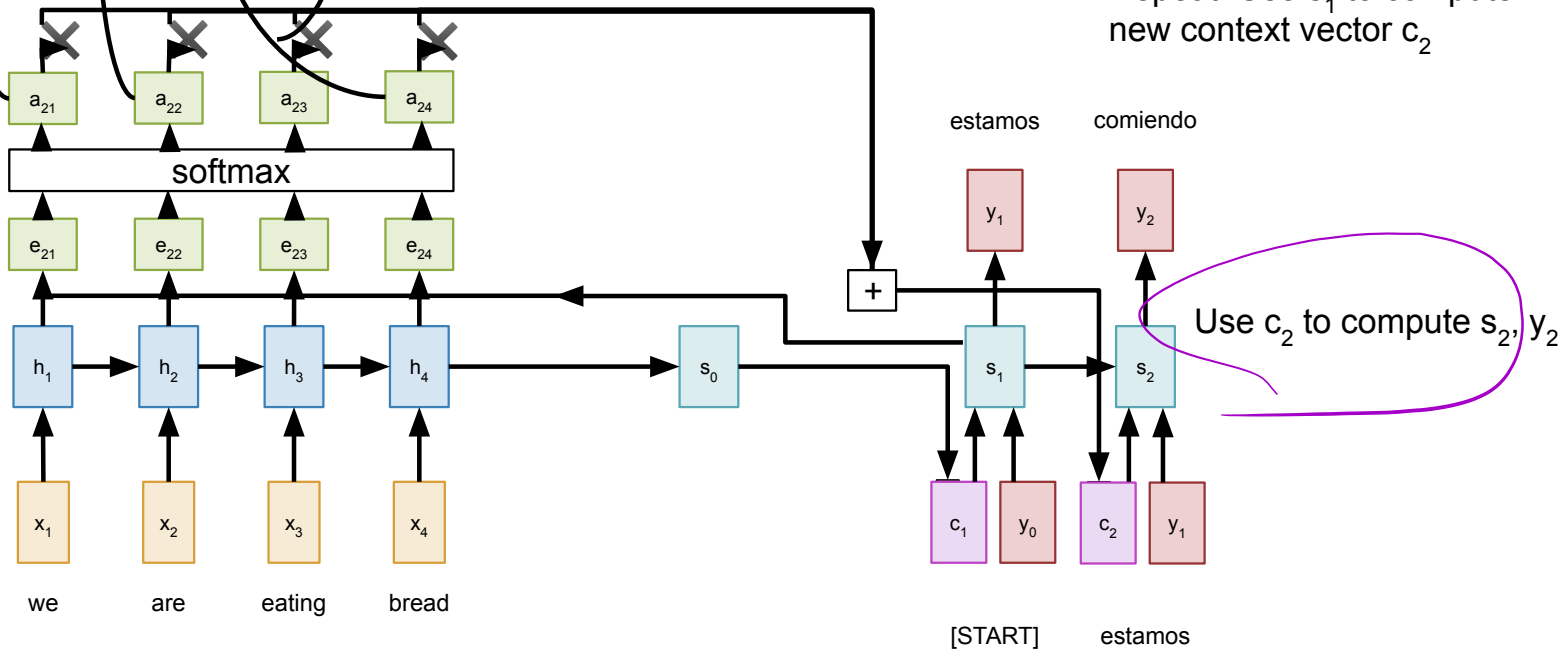 new context vector c₂
a₂₁ a₂₂ a₂₃ a₂₄
estamos comiendo
softmax
y₁ y₂
e₂₁ e₂₂ e₂₃ e₂₄
+
Use c₂ to compute s₂, y₂
h₁ h₂ h₃ h₄ s₀ s₁ s₂
x₁ x₂ x₃ x₄ c₁ y₀ c₂ y₁
we are eating bread
[START] estamos